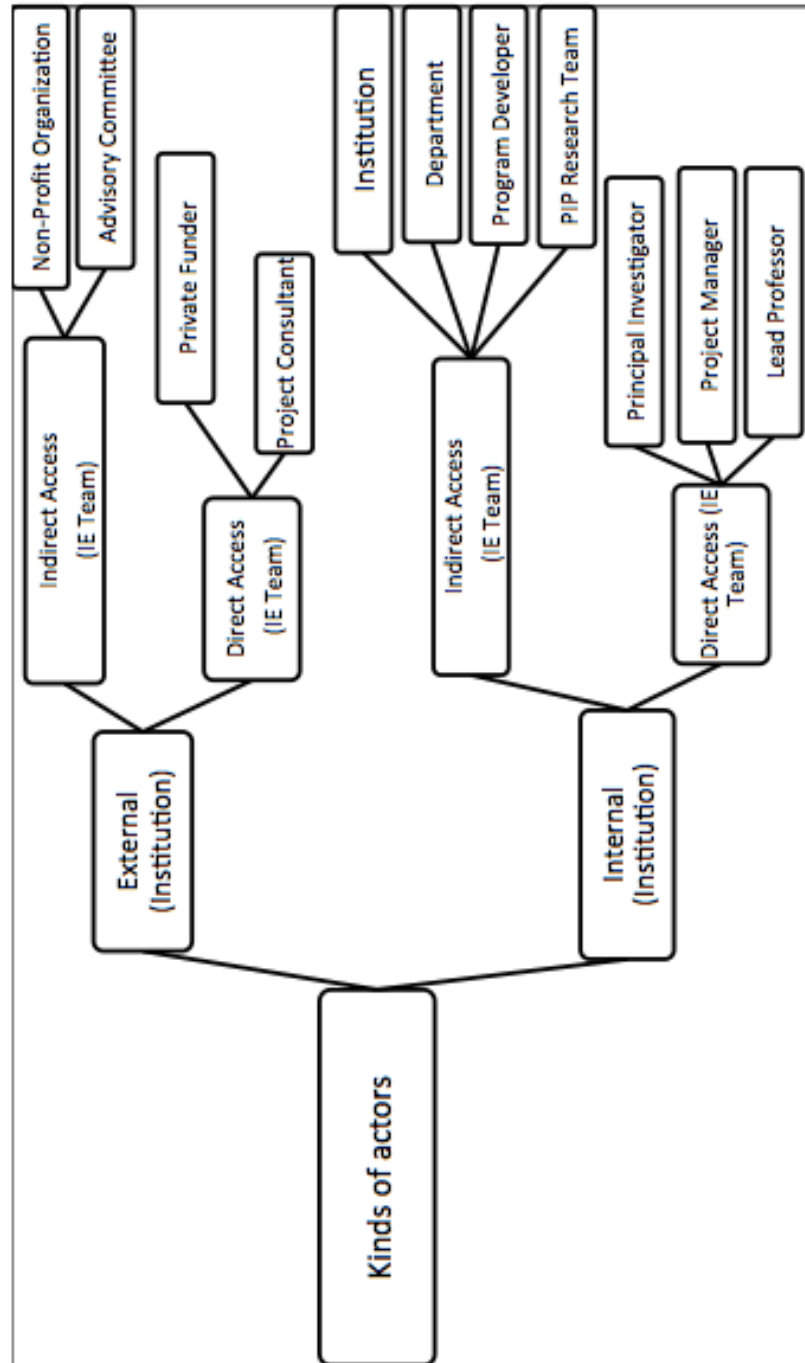 Kinds of actors
External
(Institution)
Indirect Access
(IE Team)
Non-Profit Organization
Advisory Committee
Direct Access
(IE Team)
Private Funder
Project Consultant
Internal
(Institution)
Indirect Access
(IE Team)
Institution
Department
Program Developer
PIP Research Team
Direct Access (IE
Team)
Principal Investigator
Project Manager
Lead Professor